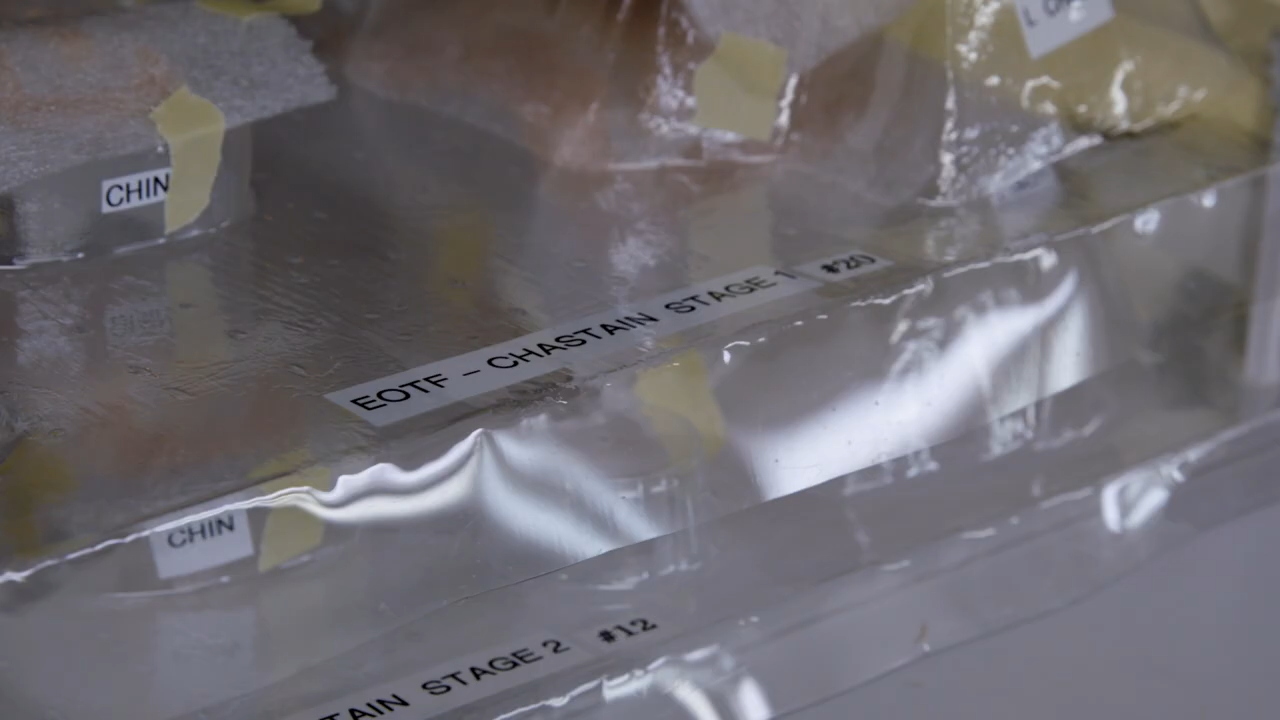 CHIN
EOTF – CHASTAIN STAGE 1 #20
CHIN
TAIN STAGE 2 #12